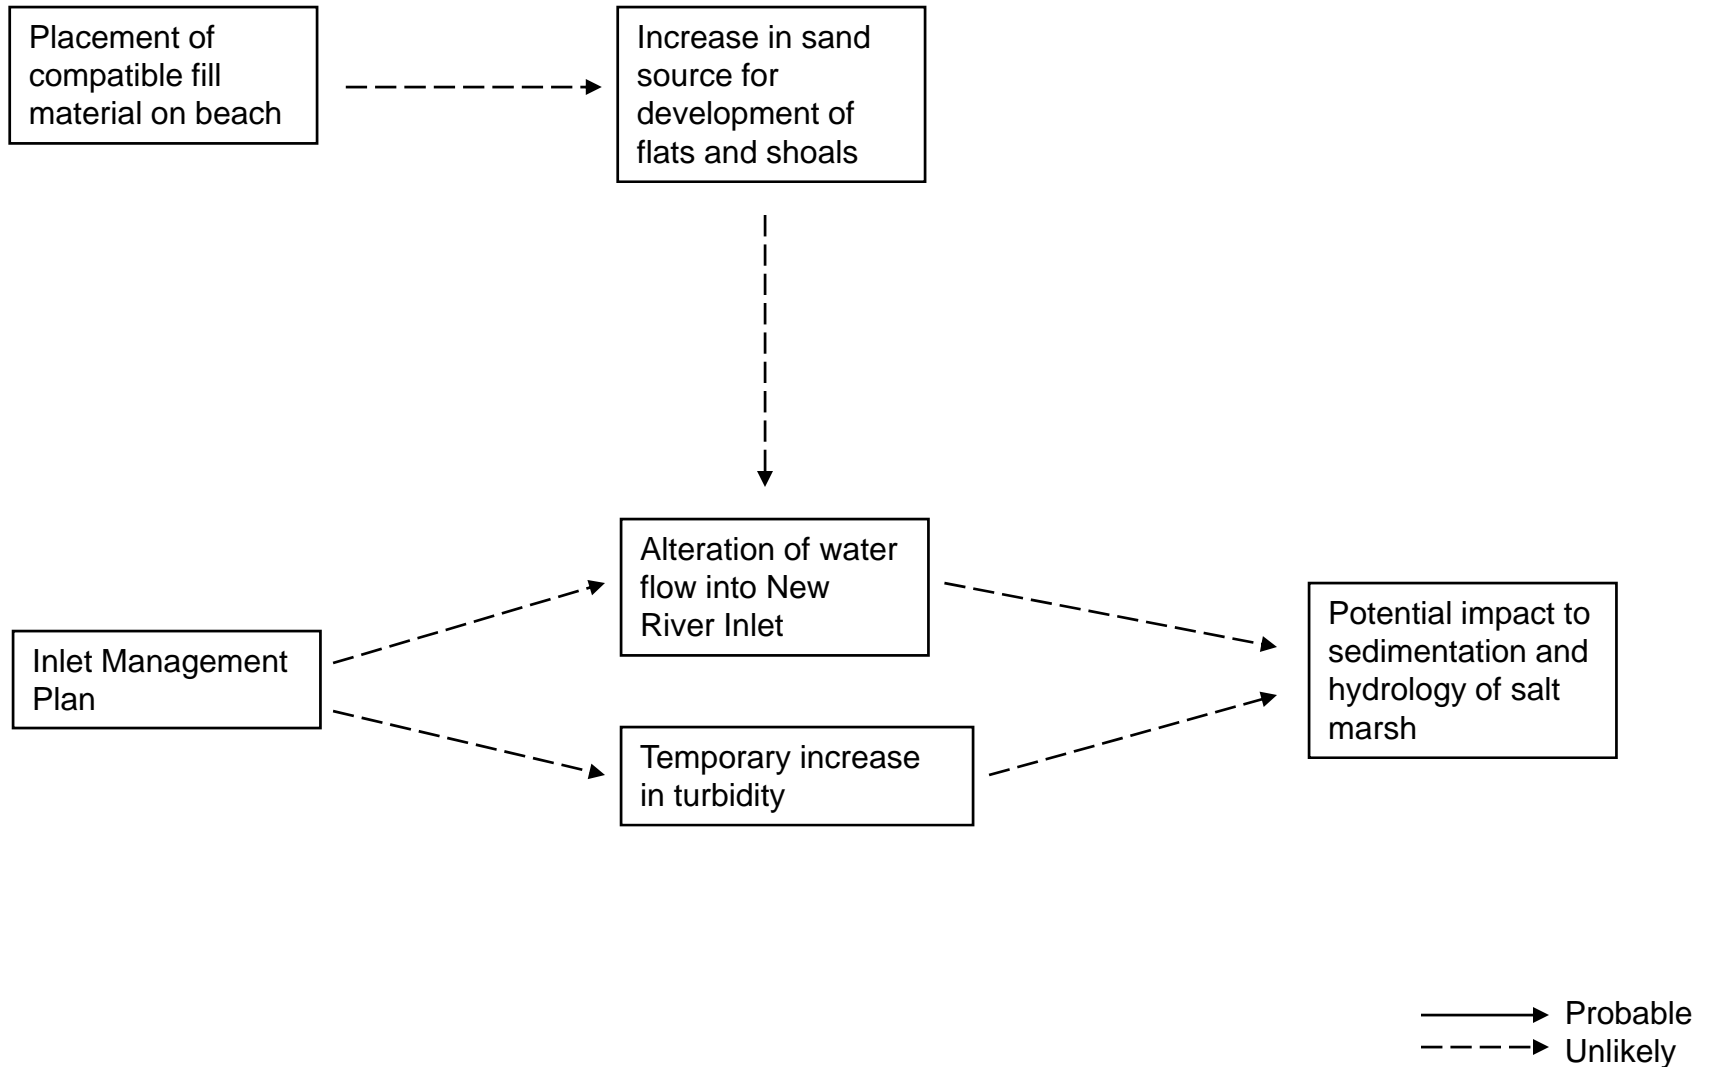 Placement of
compatible fill
material on beach
Increase in sand
source for
development of
flats and shoals
Alteration of water
flow into New
River Inlet
Inlet Management
Plan
Temporary increase
in turbidity
Potential impact to
sedimentation and
hydrology of salt
marsh
Probable
Unlikely